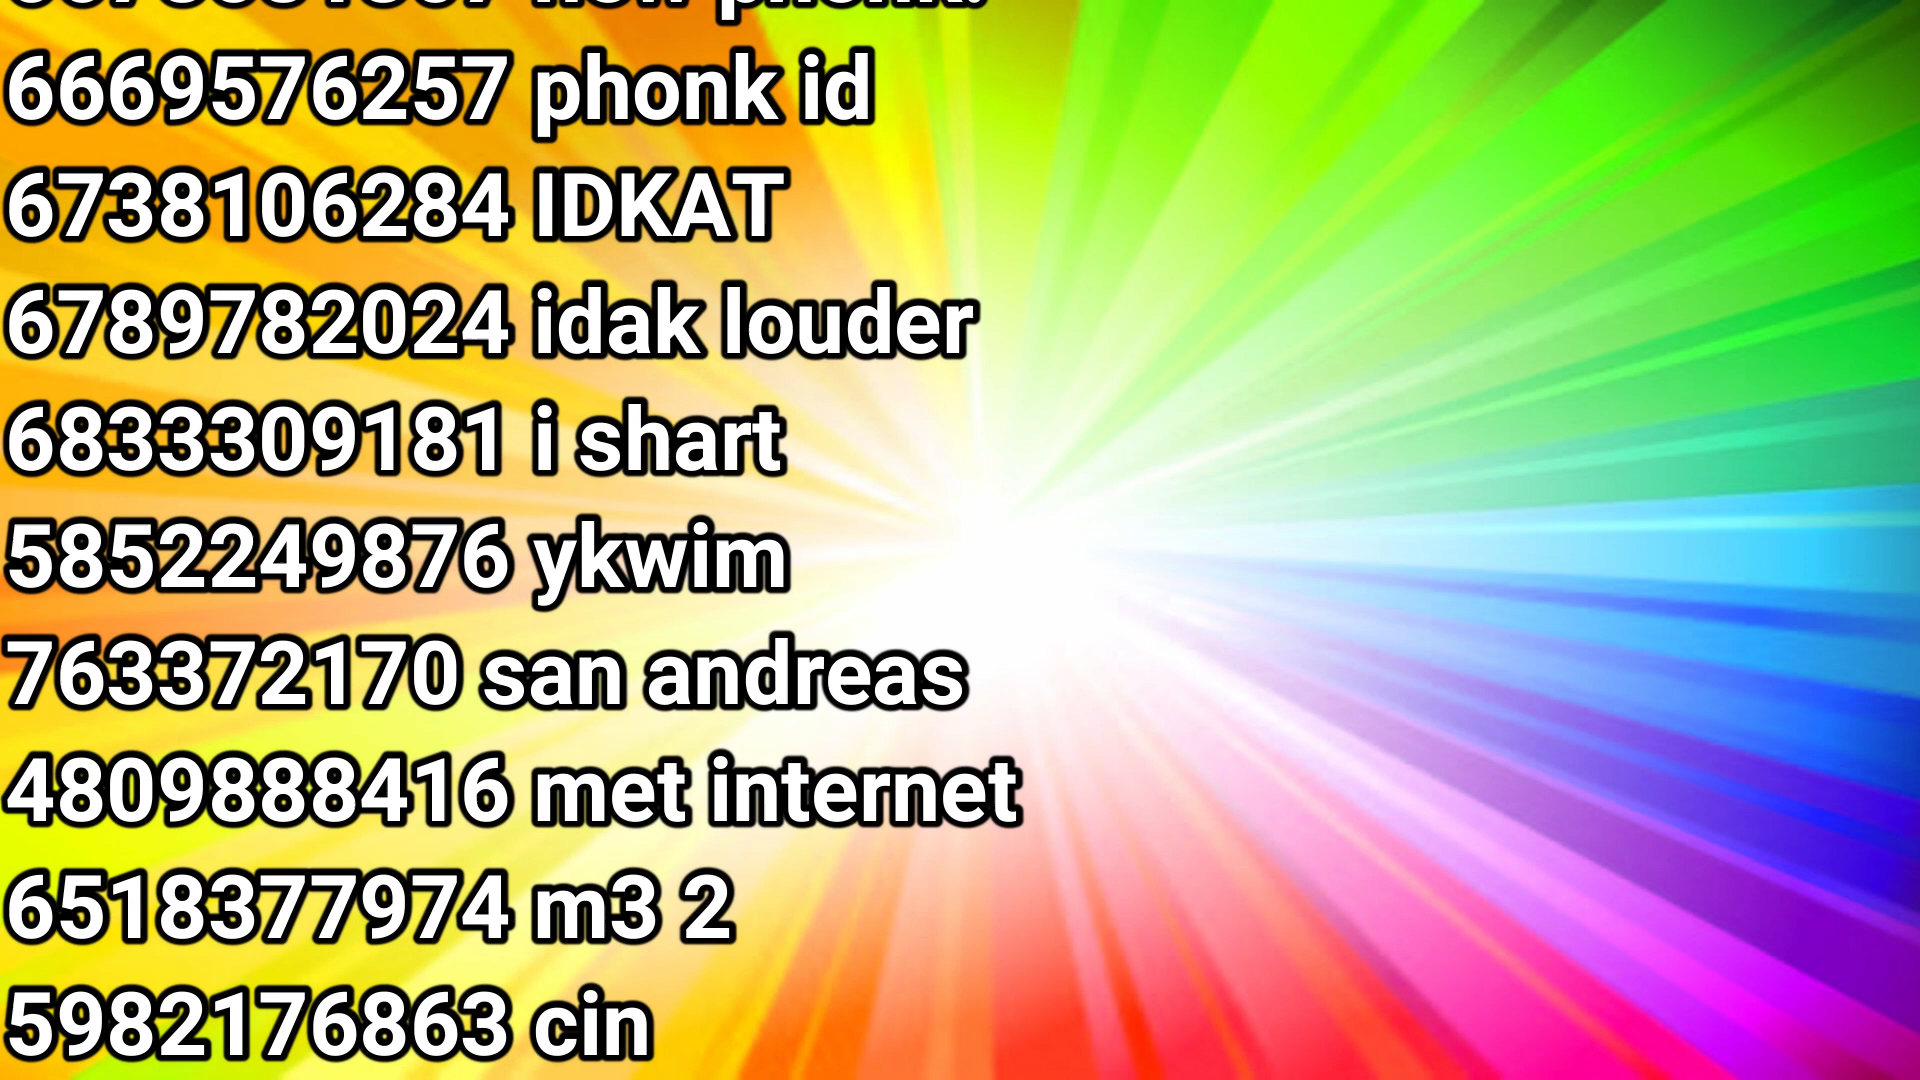 6669576257 phonk id
6738106284 IDKAT
6789782024 idak louder
6833309181 i shart
5852249876 ykwim
763372170 san andreas
4809888416 met internet
6518377974 m3 2
5982176863 cin